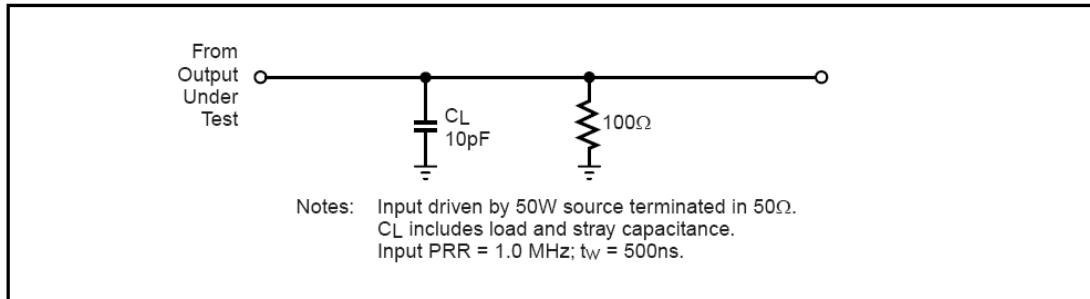 From
Output
Under
Test
CL
10pF
100Ω
Notes: Input driven by 50W source terminated in 50Ω.
CL includes load and stray capacitance.
Input PRR = 1.0 MHz; tW = 500ns.